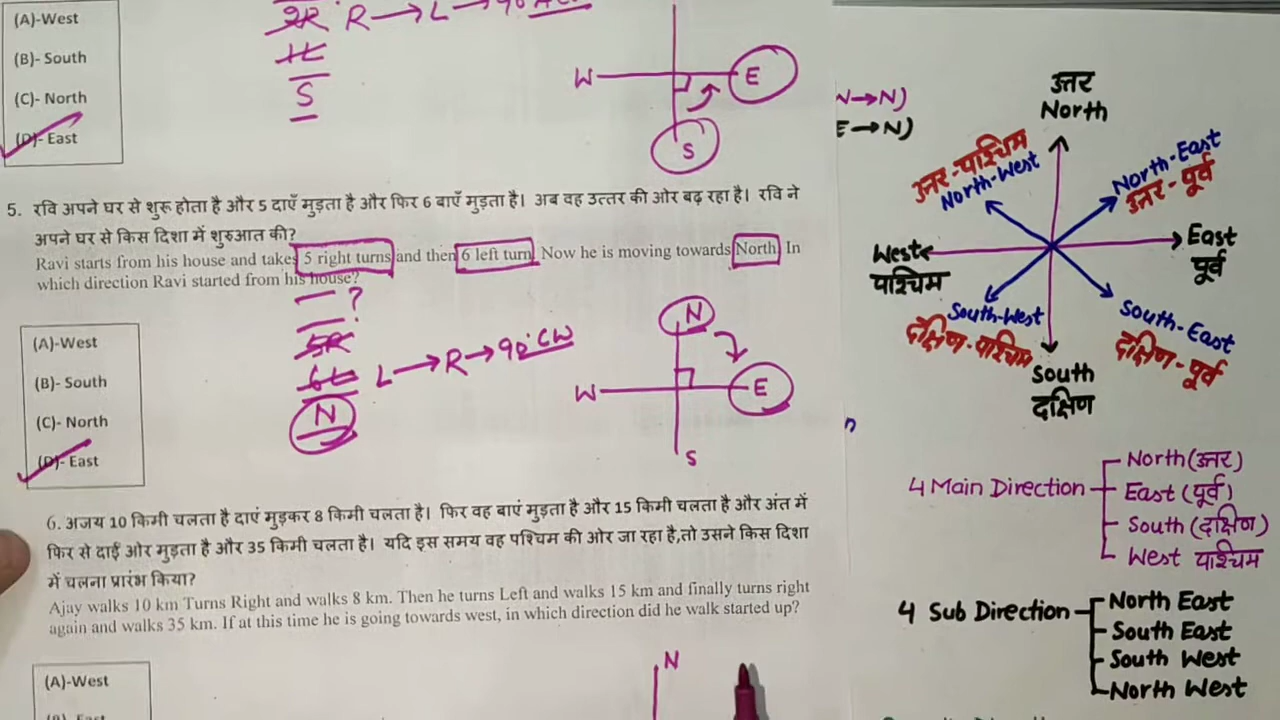 (A)-West
(B)- South
(C)- North
(D)- East
2R R→L→90°
1L
S
W
E
S
5. रवि अपने घर से शुरू होता है और 5 दाएँ मुड़ता है और फिर 6 बाएँ मुड़ता है। अब वह उत्तर की ओर बढ़ रहा है। रवि ने
अपने घर से किस दिशा में शुरुआत की?
Ravi starts from his house and takes 5 right turns and then 6 left turn. Now he is moving towards North. In
which direction Ravi started from his house?
(A)-West
(B)- South
(C)- North
(D)- East
?
5R
6L L→R→90° CW
N
N
W
E
S
6. अजय 10 किमी चलता है दाएं मुड़कर 8 किमी चलता है। फिर वह बाएं मुड़ता है और 15 किमी चलता है और अंत में
फिर से दाईं ओर मुड़ता है और 35 किमी चलता है। यदि इस समय वह पश्चिम की ओर जा रहा है,तो उसने किस दिशा
में चलना प्रारंभ किया?
Ajay walks 10 km Turns Right and walks 8 km. Then he turns Left and walks 15 km and finally turns right
again and walks 35 km. If at this time he is going towards west, in which direction did he walk started up?
(A)-West
N
N→N)
E→N)
उत्तर
North
उत्तर-पाश्चिम
North-West
North-East
उत्तर-पूर्व
West
पाश्चिम
East
पूर्व
South-West
दक्षिण-पाश्चिम
South-East
दक्षिण-पूर्व
South
दक्षिण
4 Main Direction
North (उत्तर)
East (पूर्व)
South (दक्षिण)
West पाश्चिम
4 Sub Direction
North East
South East
South West
North West